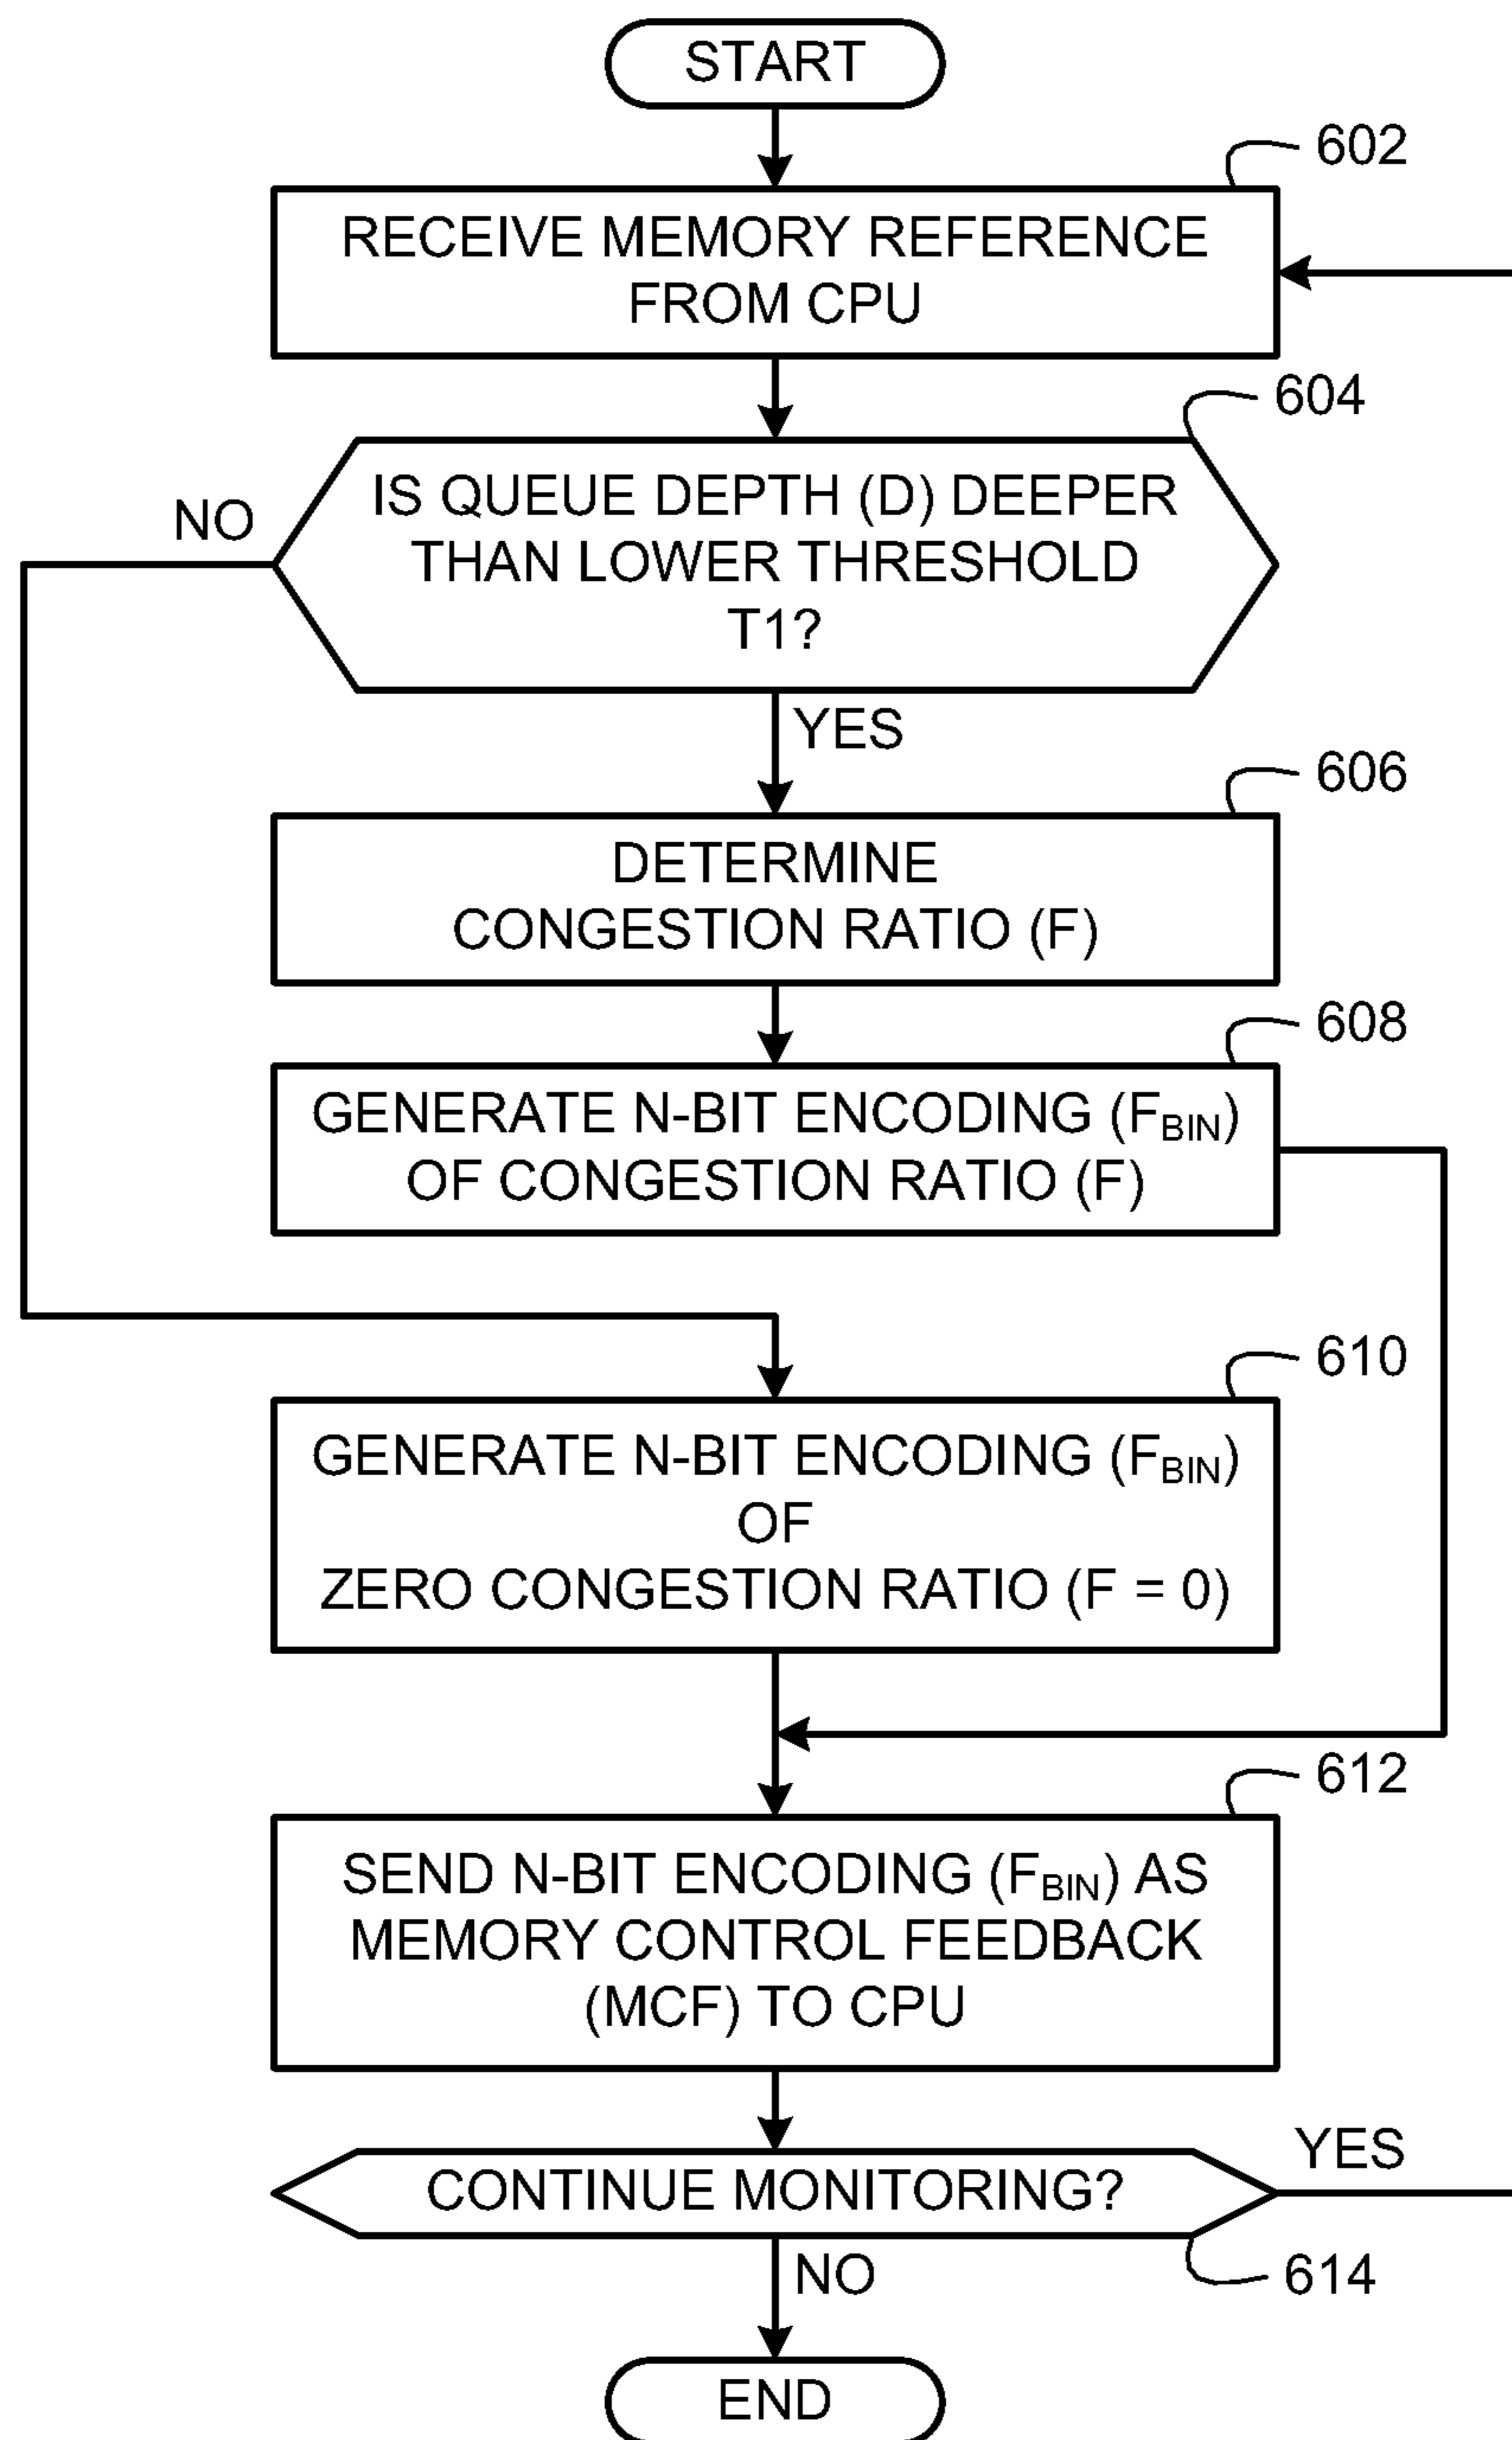 START
602
RECEIVE MEMORY REFERENCE
FROM CPU
604
IS QUEUE DEPTH (D) DEEPER
THAN LOWER THRESHOLD
T1?
NO
YES
606
DETERMINE
CONGESTION RATIO (F)
608
GENERATE N-BIT ENCODING (FBIN)
OF CONGESTION RATIO (F)
610
GENERATE N-BIT ENCODING (FBIN)
OF
ZERO CONGESTION RATIO (F = 0)
612
SEND N-BIT ENCODING (FBIN) AS
MEMORY CONTROL FEEDBACK
(MCF) TO CPU
CONTINUE MONITORING?
YES
614
NO
END